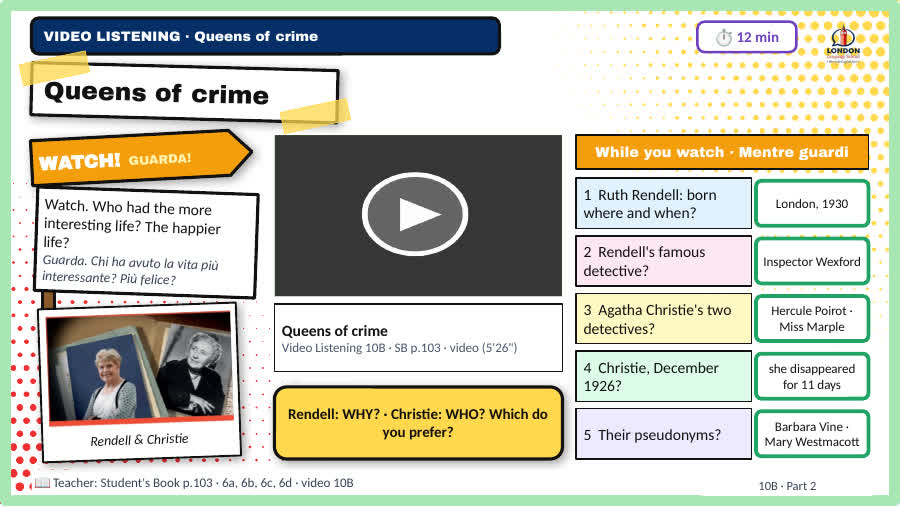 VIDEO LISTENING · Queens of crime
⏱️ 12 min
LONDON
Queens of crime
WATCH! GUARDA!
Watch. Who had the more
interesting life? The happier
life?
Guarda. Chi ha avuto la vita più
interessante? Più felice?
Rendell & Christie
Queens of crime
Video Listening 10B · SB p.103 · video (5'26")
Rendell: WHY? · Christie: WHO? Which do
you prefer?
While you watch · Mentre guardi
1 Ruth Rendell: born
where and when?
London, 1930
2 Rendell's famous
detective?
Inspector Wexford
3 Agatha Christie's two
detectives?
Hercule Poirot ·
Miss Marple
4 Christie, December
1926?
she disappeared
for 11 days
5 Their pseudonyms?
Barbara Vine ·
Mary Westmacott
📖 Teacher: Student's Book p.103 · 6a, 6b, 6c, 6d · video 10B
10B · Part 2